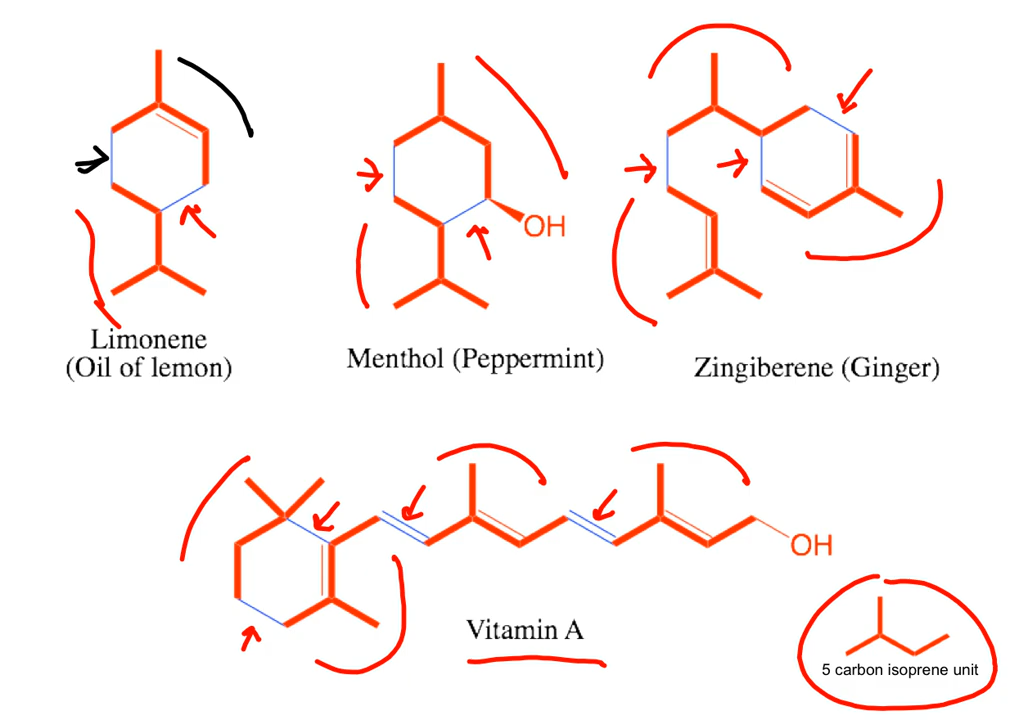 OH
Limonene
(Oil of lemon)
Menthol (Peppermint)
Zingiberene (Ginger)
OH
Vitamin A
5 carbon isoprene unit